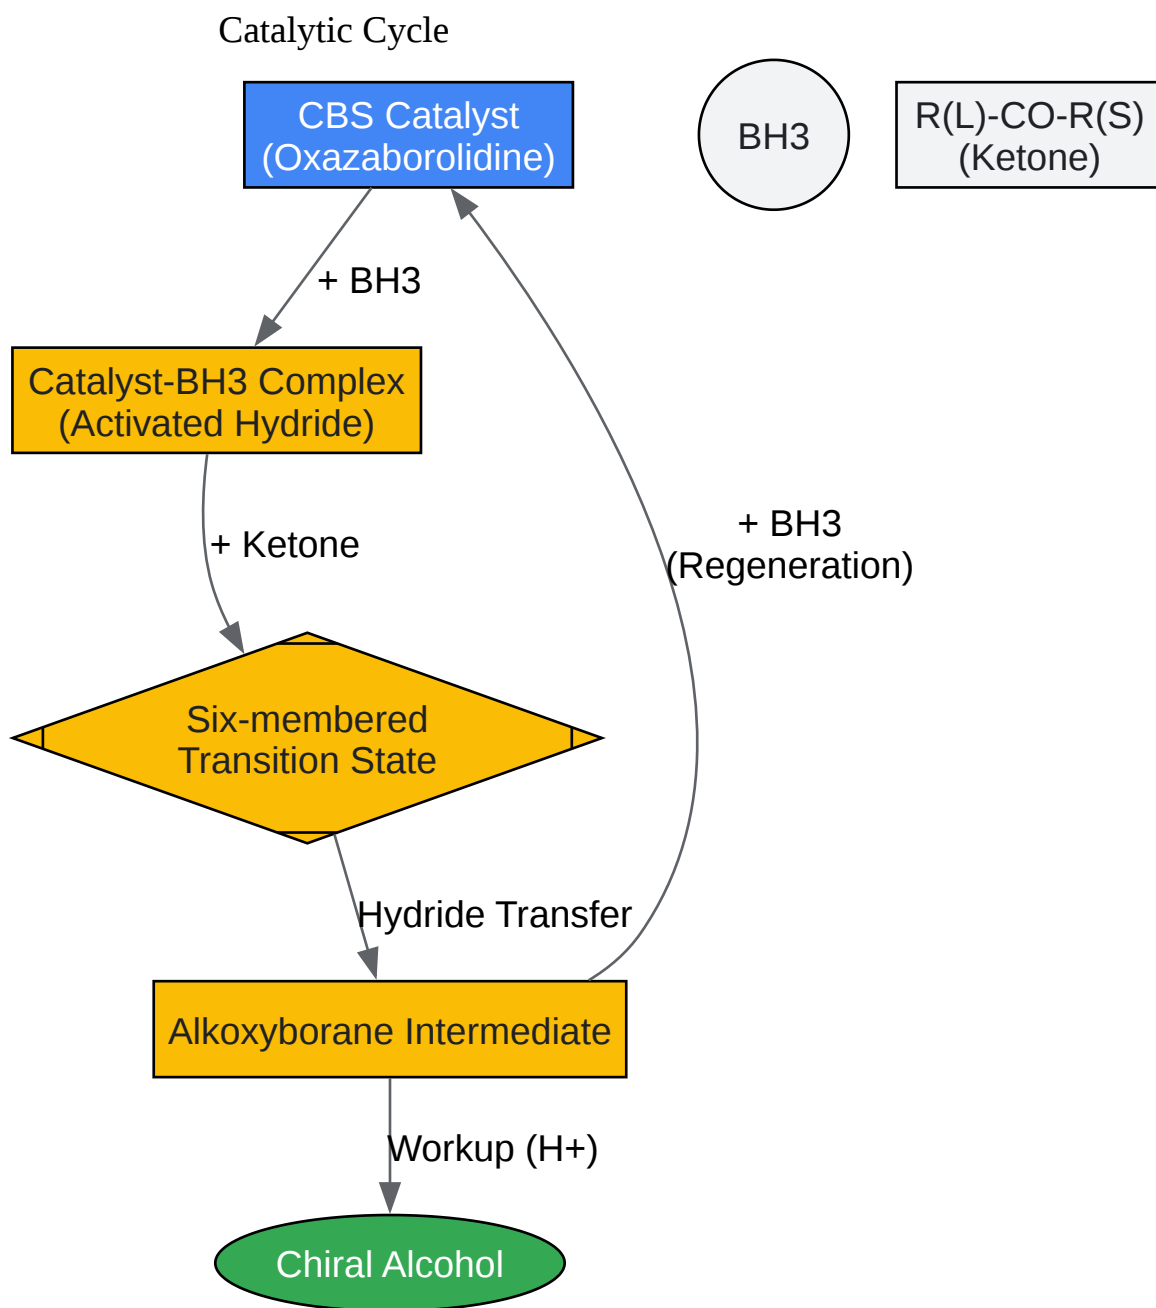 Catalytic Cycle
CBS Catalyst
(Oxazaborolidine)
BH3
R(L)-CO-R(S)
(Ketone)
+ BH3
Catalyst-BH3 Complex
(Activated Hydride)
+ Ketone
+ BH3
(Regeneration)
Six-membered
Transition State
Hydride Transfer
Alkoxyborane Intermediate
Workup (H+)
Chiral Alcohol